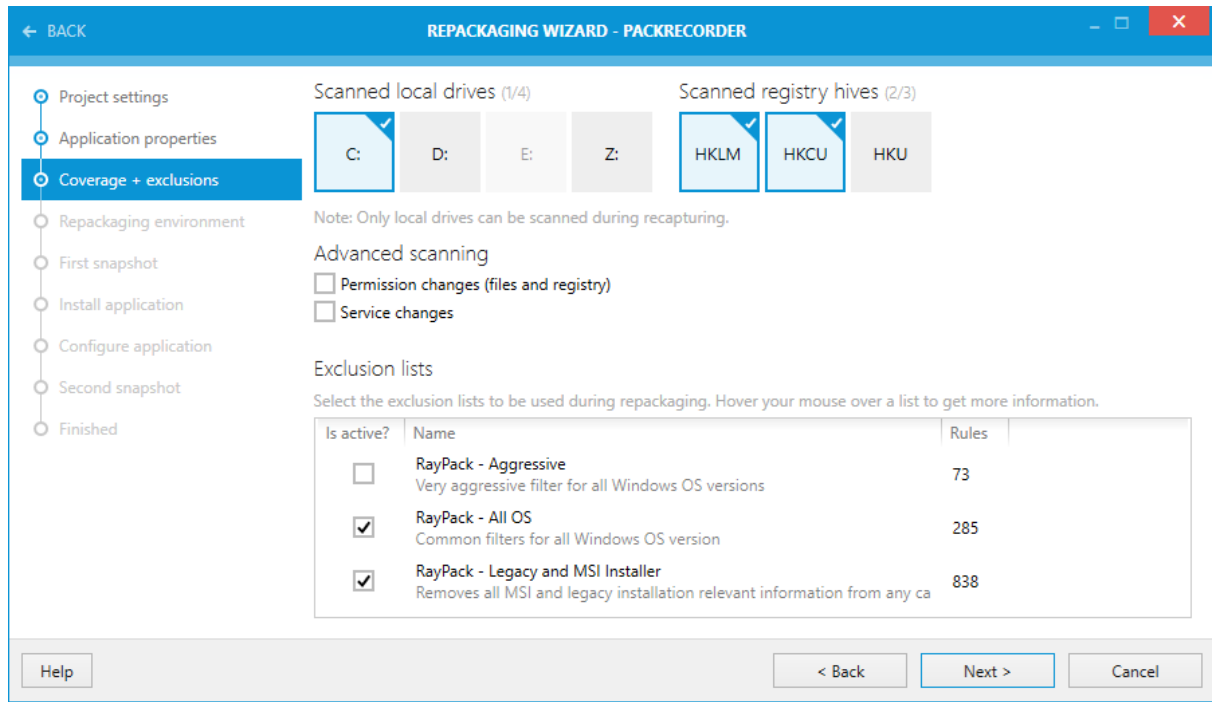 ← BACK
REPACKAGING WIZARD - PACKRECORDER
Project settings
Application properties
Coverage + exclusions
Repackaging environment
First snapshot
Install application
Configure application
Second snapshot
Finished
Scanned local drives (1/4)
C: D: E: Z:
Scanned registry hives (2/3)
HKLM HKCU HKU
Note: Only local drives can be scanned during recapturing.
Advanced scanning
Permission changes (files and registry)
Service changes
Exclusion lists
Select the exclusion lists to be used during repackaging. Hover your mouse over a list to get more information.
Is active? Name Rules
RayPack - Aggressive
Very aggressive filter for all Windows OS versions
73
RayPack - All OS
Common filters for all Windows OS version
285
RayPack - Legacy and MSI Installer
Removes all MSI and legacy installation relevant information from any ca
838
Help
< Back
Next >
Cancel